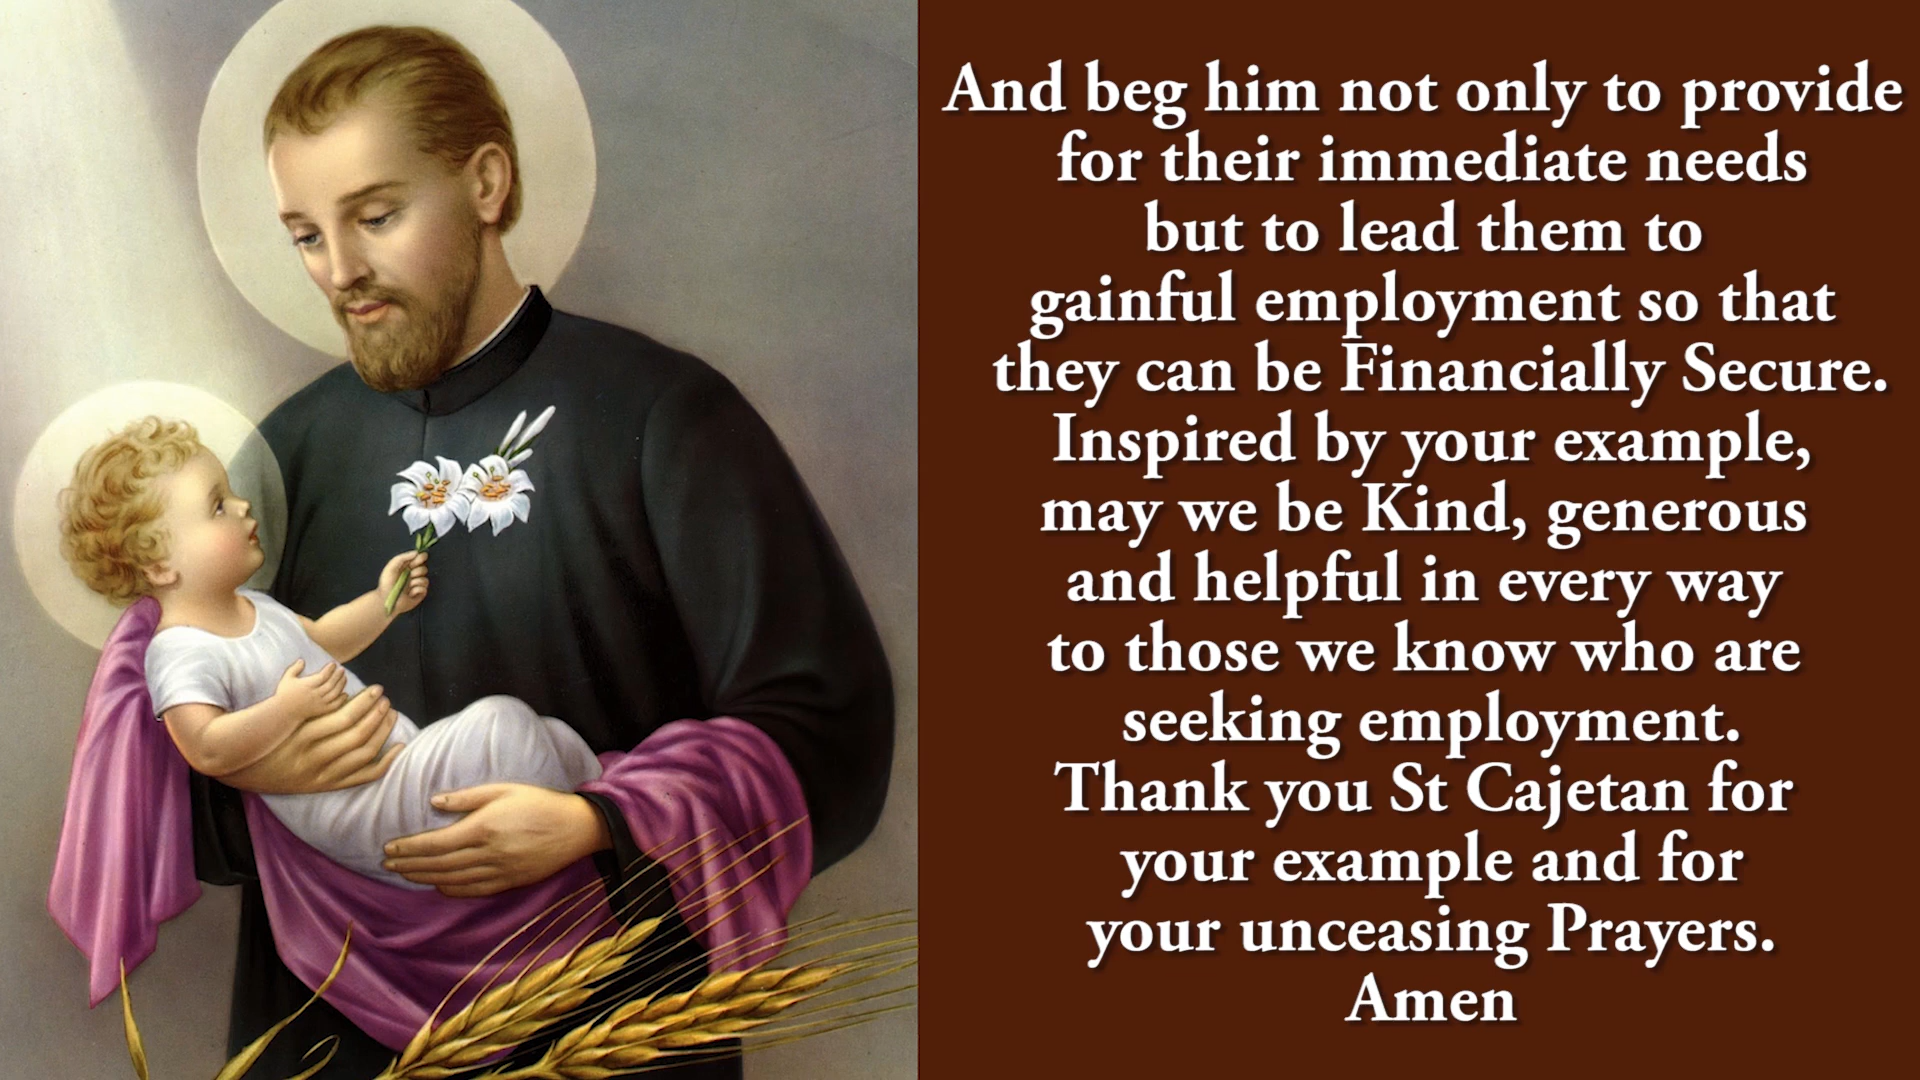 And beg him not only to provide
for their immediate needs
but to lead them to
gainful employment so that
they can be Financially Secure.
Inspired by your example,
may we be Kind, generous
and helpful in every way
to those we know who are
seeking employment.
Thank you St Cajetan for
your example and for
your unceasing Prayers.
Amen